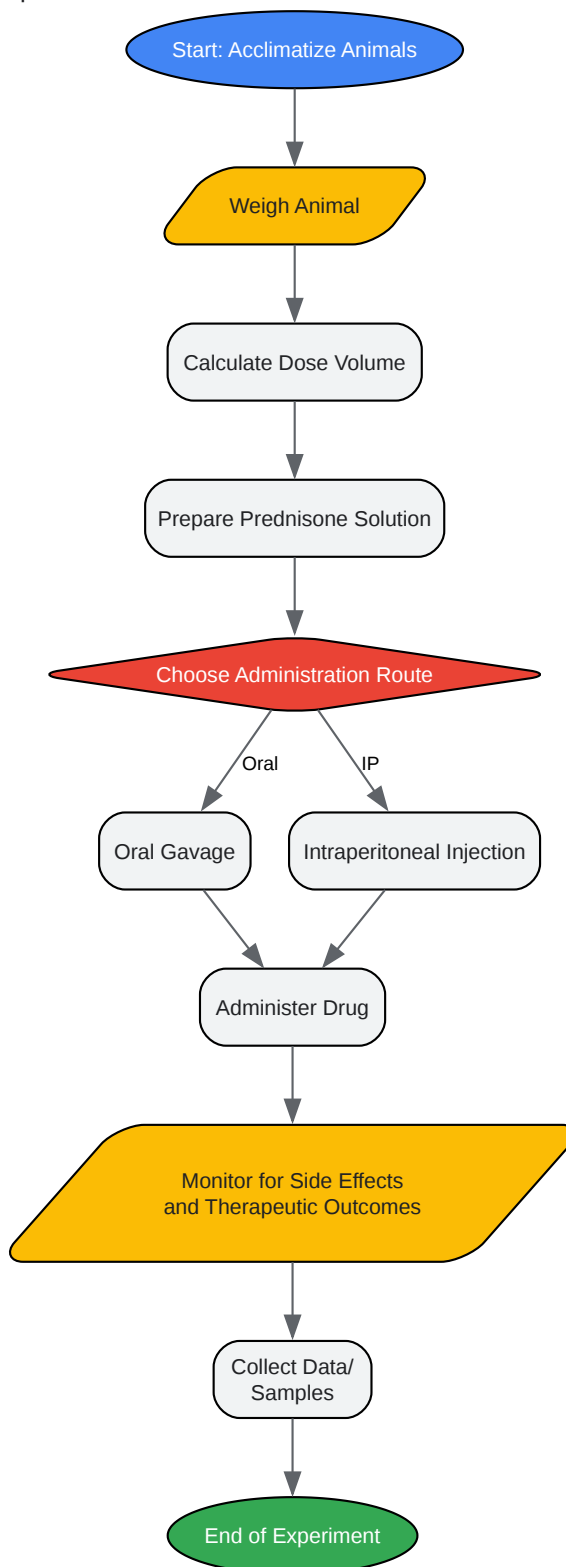 Start: Acclimatize Animals
Weigh Animal
Calculate Dose Volume
Prepare Prednisone Solution
Choose Administration Route
Oral
IP
Oral Gavage
Intraperitoneal Injection
Administer Drug
Monitor for Side Effects
and Therapeutic Outcomes
Collect Data/
Samples
End of Experiment